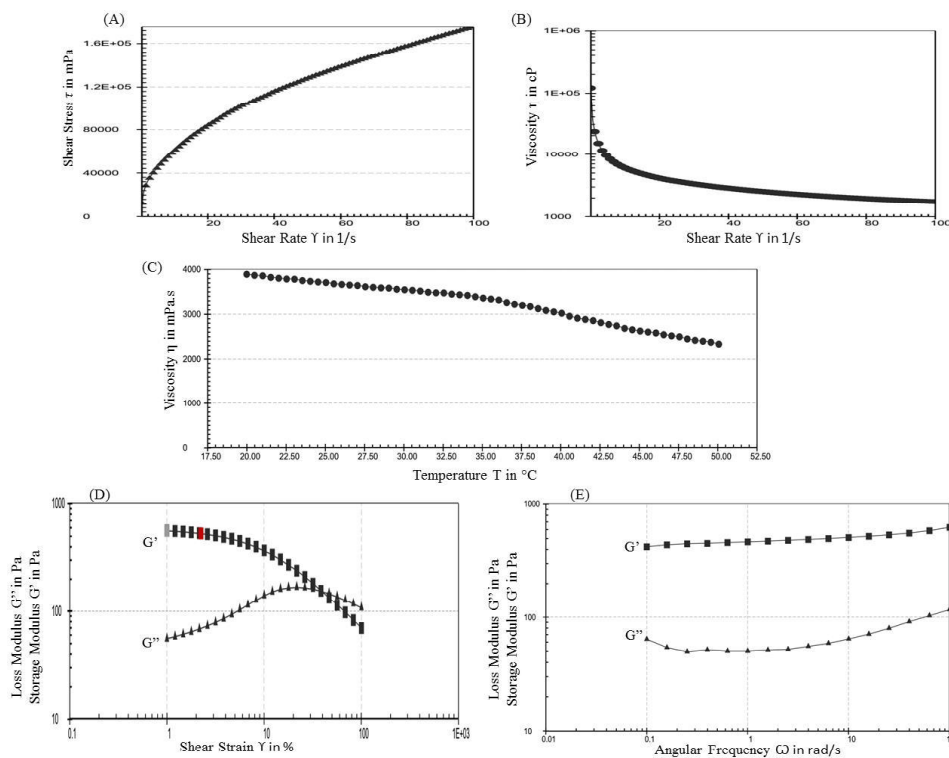 (A)
Shear Stress τ in mPa
1.6E+05
1.2E+05
80000
40000
0
20
40
60
80
100
Shear Rate ϒ in 1/s
(B)
Viscosity τ in cP
1E+06
1E+05
10000
1000
20
40
60
80
100
Shear Rate ϒ in 1/s
(C)
Viscosity η in mPa.s
4000
3000
2000
1000
0
17.50
20.00
22.50
25.00
27.50
30.00
32.50
35.00
37.50
40.00
42.50
45.00
47.50
50.00
52.50
Temperature T in °C
(D)
Loss Modulus G” in Pa
Storage Modulus G’ in Pa
1000
100
10
G’
G”
0.1
1
10
100
1E+03
Shear Strain ϒ in %
(E)
Loss Modulus G” in Pa
Storage Modulus G’ in Pa
1000
100
10
G’
G”
0.01
0.1
1
10
Angular Frequency ω in rad/s